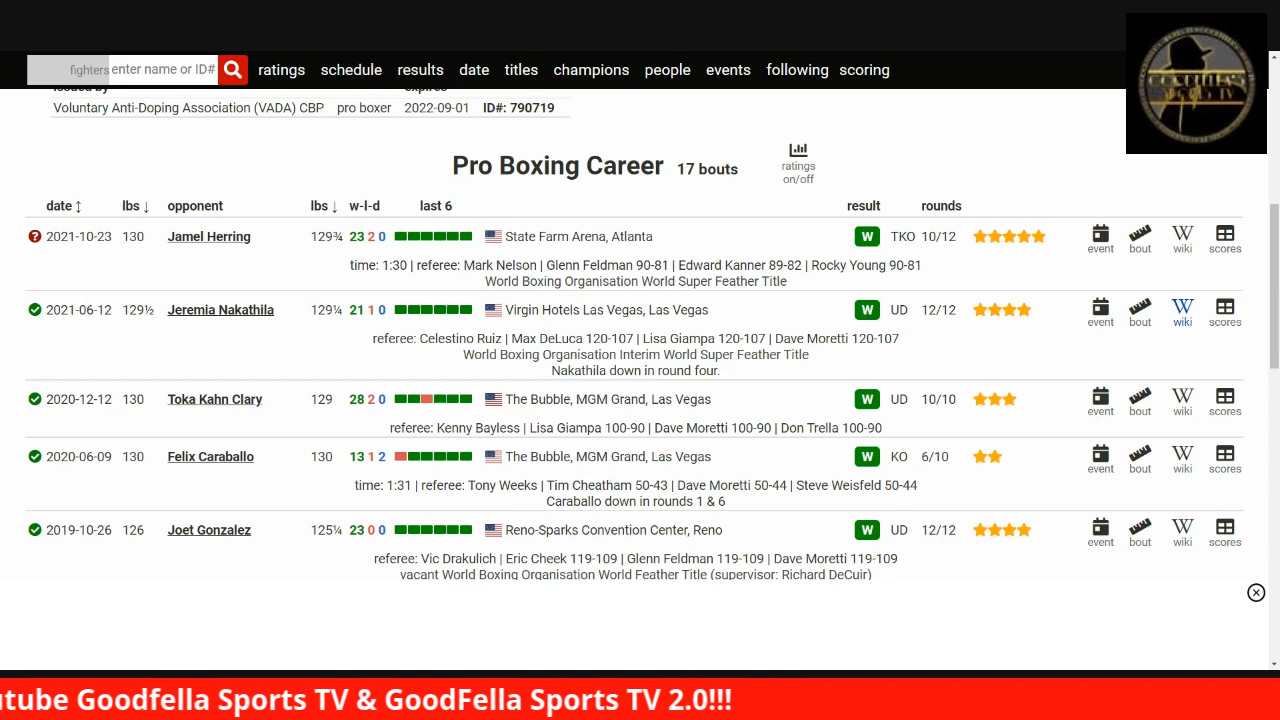 fighters enter name or ID# ratings schedule results date titles champions people events following scoring
Voluntary Anti-Doping Association (VADA) CBP pro boxer 2022-09-01 ID#: 790719
Pro Boxing Career 17 bouts
ratings
on/off
date ↕ lbs ↓ opponent lbs ↓ w-l-d last 6 result rounds
2021-10-23 130 Jamel Herring 129¾ 23 2 0 State Farm Arena, Atlanta W TKO 10/12 W
event bout wiki scores
time: 1:30 | referee: Mark Nelson | Glenn Feldman 90-81 | Edward Kanner 89-82 | Rocky Young 90-81
World Boxing Organisation World Super Feather Title
2021-06-12 129½ Jeremia Nakathila 129¼ 21 1 0 Virgin Hotels Las Vegas, Las Vegas W UD 12/12 W
event bout wiki scores
referee: Celestino Ruiz | Max DeLuca 120-107 | Lisa Giampa 120-107 | Dave Moretti 120-107
World Boxing Organisation Interim World Super Feather Title
Nakathila down in round four.
2020-12-12 130 Toka Kahn Clary 129 28 2 0 The Bubble, MGM Grand, Las Vegas W UD 10/10 W
event bout wiki scores
referee: Kenny Bayless | Lisa Giampa 100-90 | Dave Moretti 100-90 | Don Trella 100-90
2020-06-09 130 Felix Caraballo 130 13 1 2 The Bubble, MGM Grand, Las Vegas W KO 6/10 W
event bout wiki scores
time: 1:31 | referee: Tony Weeks | Tim Cheatham 50-43 | Dave Moretti 50-44 | Steve Weisfeld 50-44
Caraballo down in rounds 1 & 6
2019-10-26 126 Joet Gonzalez 125¼ 23 0 0 Reno-Sparks Convention Center, Reno W UD 12/12 W
event bout wiki scores
referee: Vic Drakulich | Eric Cheek 119-109 | Glenn Feldman 119-109 | Dave Moretti 119-109
vacant World Boxing Organisation World Feather Title (supervisor: Richard DeCuir)
utube Goodfella Sports TV & GoodFella Sports TV 2.0!!!